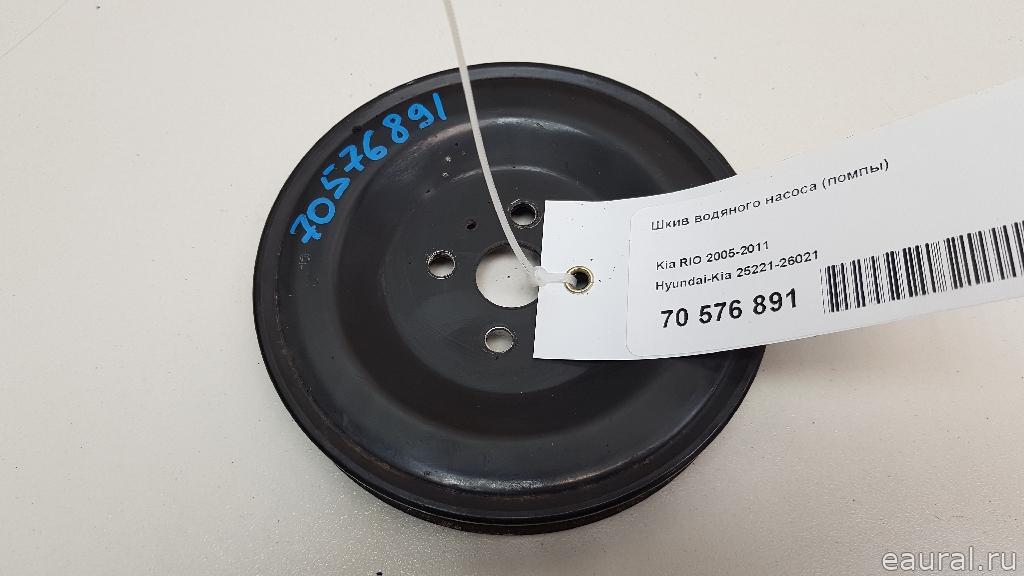 70576891
Шкив водяного насоса (помпы)
Kia RIO 2005-2011
Hyundai-Kia 25221-26021
70 576 891
eaural.ru